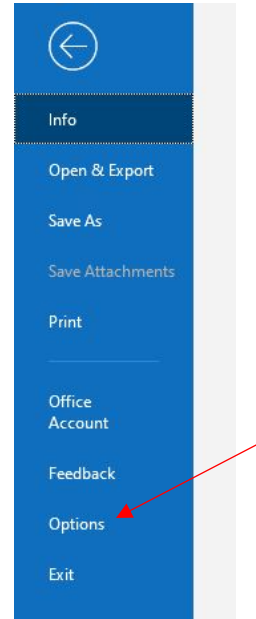 Info
Open & Export
Save As
Save Attachments
Print
Office
Account
Feedback
Options
Exit